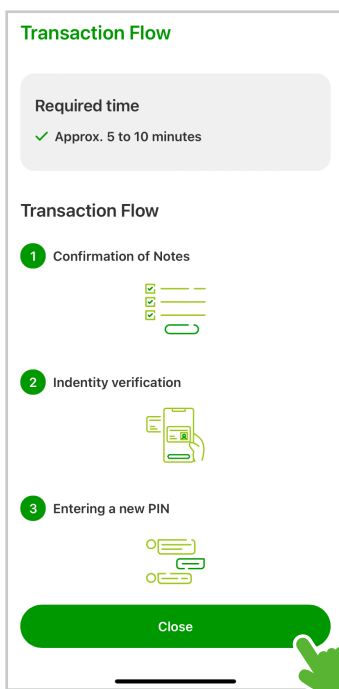 Transaction Flow
Required time
Approx. 5 to 10 minutes
Transaction Flow
1 Confirmation of Notes
2 Indentity verification
3 Entering a new PIN
Close